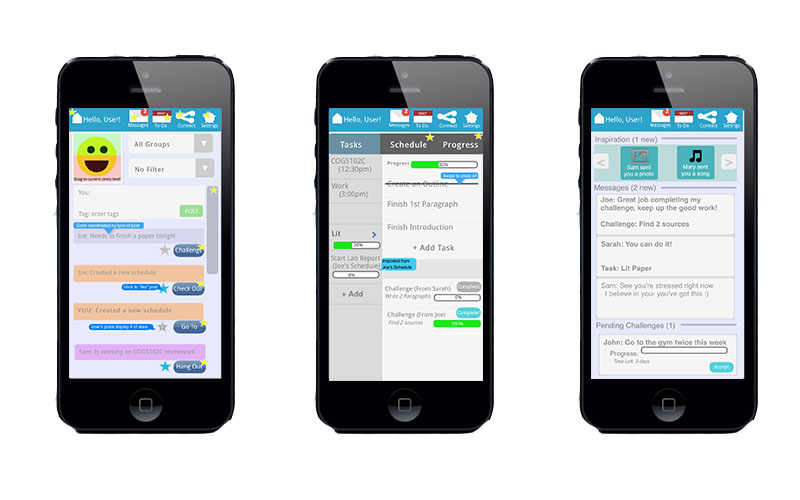 Hello, User!
2
Messages
MAY
To-Do
Connect
Settings
Drag to current stress level
All Groups
No Filter
You:
Tag: enter tags
POST
Color coordinated by type of post
Joe: Needs to finish a paper tonight
Challenge
Joe: Created a new schedule
Click to "like" post
Check Out
YOU: Created a new schedule
User's posts display # of stars
2
Go To
Sam: Is working on COGS102C Homework
Hang Out
Hello, User!
2
Messages
MAY
To-Do
Connect
Settings
Tasks
Schedule
Progress
COGS102C
(12:30pm)
Work
(3:00pm)
Lit
30%
Start Lab Report
(Joe's Schedule)
0%
+ Add
Progress
30%
Swipe to cross off
Create an Outline
Finish 1st Paragraph
Finish Introduction
+ Add Task
Imported from
Joe's Schedule
Challenge (From Sarah)
Complete
Write 2 Paragraphs
0%
Challenge (From Joe)
Complete
Find 2 sources
100%
Hello, User!
2
Messages
MAY
To-Do
Connect
Settings
Inspiration (1 new)
<
Sam sent
you a photo
Mary sent
you a song
>
Messages (2 new)
Joe: Great job completing my
challenge, keep up the good work!
Challenge: Find 2 sources
Sarah: You can do it!
Task: Lit Paper
Sam: See you're stressed right now
I believe in you- you've got this :)
Pending Challenges (1)
John: Go to the gym twice this week
Progress:
Time Left: 3 days
Accept